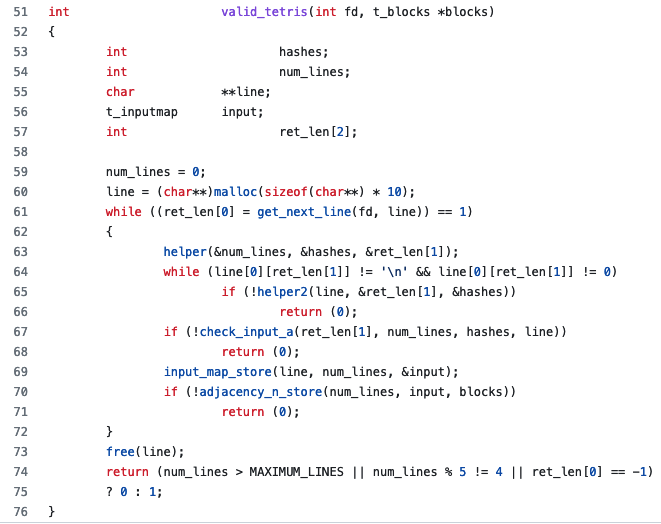 51 int valid_tetris(int fd, t_blocks *blocks)
52 {
53 int hashes;
54 int num_lines;
55 char **line;
56 t_inputmap input;
57 int ret_len[2];
58
59 num_lines = 0;
60 line = (char**)malloc(sizeof(char**) * 10);
61 while ((ret_len[0] = get_next_line(fd, line)) == 1)
62 {
63 helper(&num_lines, &hashes, &ret_len[1]);
64 while (line[0][ret_len[1]] != '\n' && line[0][ret_len[1]] != 0)
65 if (!helper2(line, &ret_len[1], &hashes))
66 return (0);
67 if (!check_input_a(ret_len[1], num_lines, hashes, line))
68 return (0);
69 input_map_store(line, num_lines, &input);
70 if (!adjacency_n_store(num_lines, input, blocks))
71 return (0);
72 }
73 free(line);
74 return (num_lines > MAXIMUM_LINES || num_lines % 5 != 4 || ret_len[0] == -1)
75 ? 0 : 1;
76 }